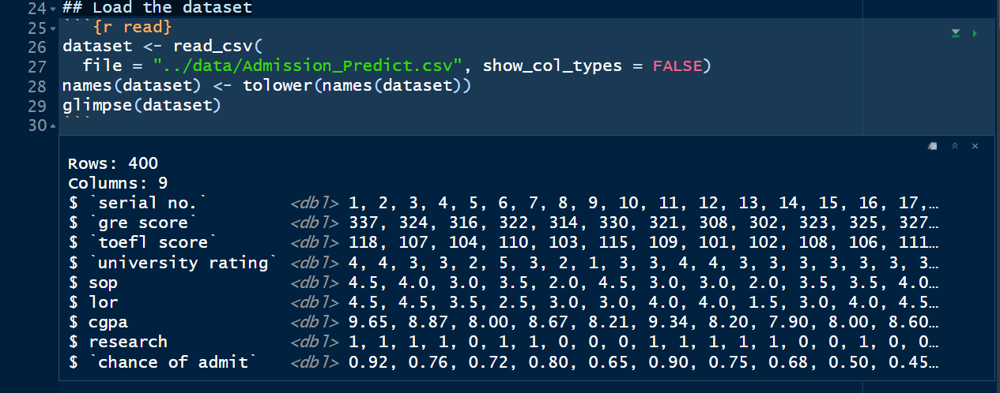 24 ## Load the dataset
25 ```{r read}
26 dataset <- read_csv(
27   file = "../data/Admission_Predict.csv", show_col_types = FALSE)
28 names(dataset) <- tolower(names(dataset))
29 glimpse(dataset)
30 ```
Rows: 400
Columns: 9
$ `serial no.`        <dbl> 1, 2, 3, 4, 5, 6, 7, 8, 9, 10, 11, 12, 13, 14, 15, 16, 17,…
$ `gre score`         <dbl> 337, 324, 316, 322, 314, 330, 321, 308, 302, 323, 325, 327…
$ `toefl score`       <dbl> 118, 107, 104, 110, 103, 115, 109, 101, 102, 108, 106, 111…
$ `university rating` <dbl> 4, 4, 3, 3, 2, 5, 3, 2, 1, 3, 3, 4, 4, 3, 3, 3, 3, 3, 3, 3…
$ sop                 <dbl> 4.5, 4.0, 3.0, 3.5, 2.0, 4.5, 3.0, 3.0, 2.0, 3.5, 3.5, 4.0…
$ lor                 <dbl> 4.5, 4.5, 3.5, 2.5, 3.0, 3.0, 4.0, 4.0, 1.5, 3.0, 4.0, 4.5…
$ cgpa                <dbl> 9.65, 8.87, 8.00, 8.67, 8.21, 9.34, 8.20, 7.90, 8.00, 8.60…
$ research            <dbl> 1, 1, 1, 1, 0, 1, 1, 0, 0, 0, 1, 1, 1, 1, 1, 0, 0, 1, 0, 0…
$ `chance of admit`   <dbl> 0.92, 0.76, 0.72, 0.80, 0.65, 0.90, 0.75, 0.68, 0.50, 0.45…